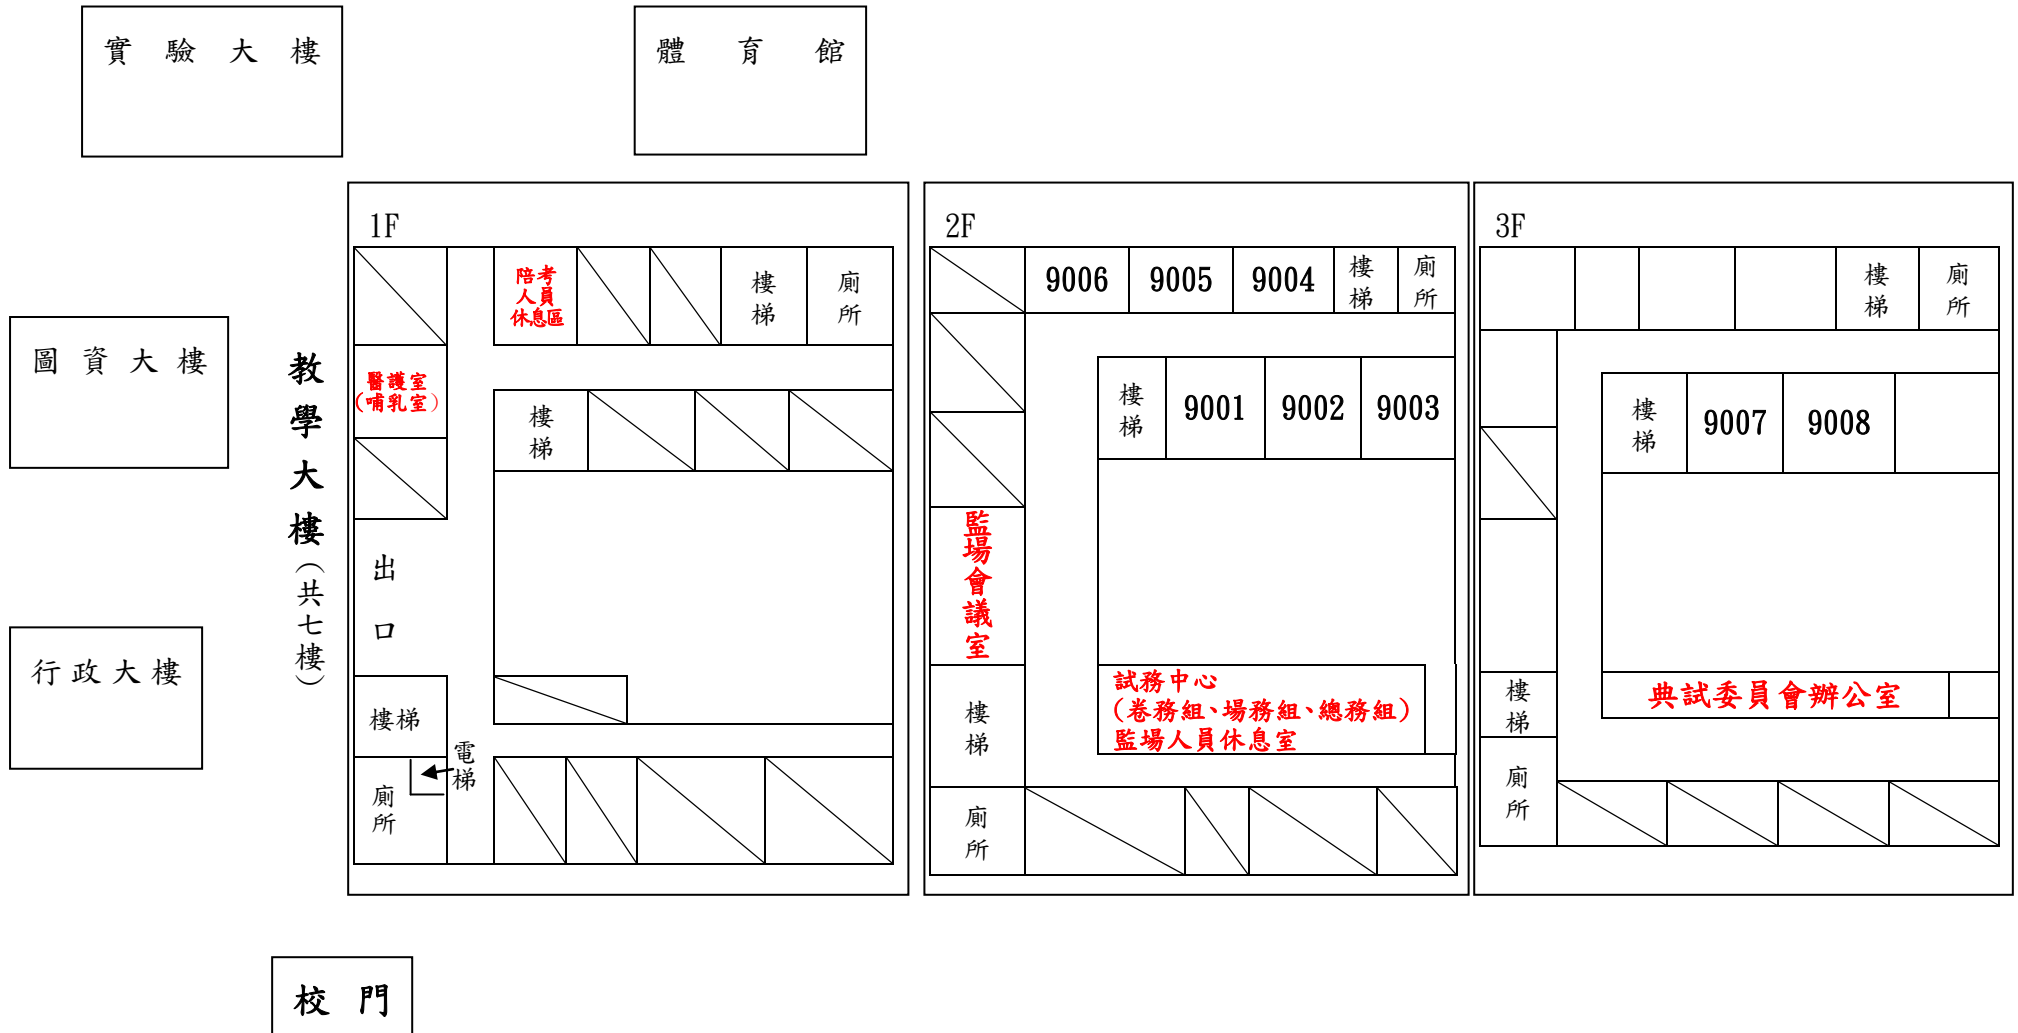 實驗大樓
體育館
圖資大樓
行政大樓
教學大樓(共七樓)
1F
陪考
人員
休息區
樓梯
廁所
醫護室
(哺乳室)
樓梯
出口
樓梯
電梯
廁所
2F
9006
9005
9004
樓梯
廁所
樓梯
9001
9002
9003
監場會議室
樓梯
試務中心
(卷務組、場務組、總務組)
監場人員休息室
廁所
3F
樓梯
廁所
樓梯
9007
9008
樓梯
典試委員會辦公室
廁所
校門